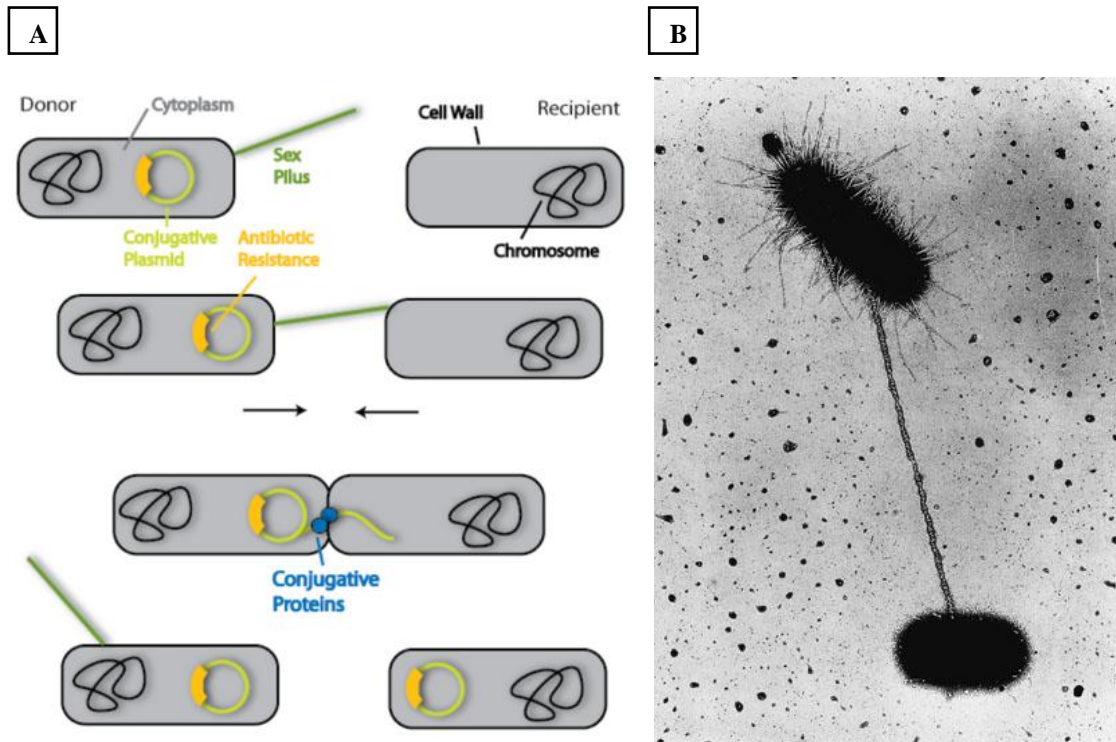 A
B
Donor
Cytoplasm
Cell Wall
Recipient
Sex
Pilus
Conjugative
Plasmid
Antibiotic
Resistance
Chromosome
Conjugative
Proteins